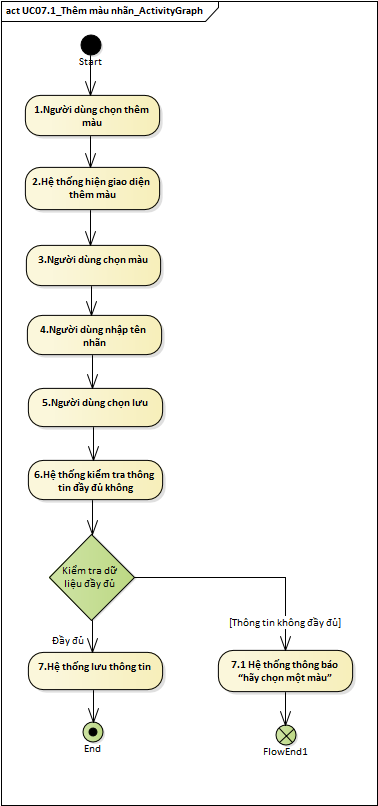 act UC07.1_Thêm màu nhãn_ActivityGraph
Start
1.Người dùng chọn thêm
màu
2.Hệ thống hiện giao diện
thêm màu
3.Người dùng chọn màu
4.Người dùng nhập tên
nhãn
5.Người dùng chọn lưu
6.Hệ thống kiểm tra thông
tin đầy đủ không
Kiểm tra dữ
liệu đầy đủ
[Thông tin không đầy đủ]
Đầy đủ
7.Hệ thống lưu thông tin
7.1 Hệ thống thông báo
“hãy chọn một màu”
End
FlowEnd1